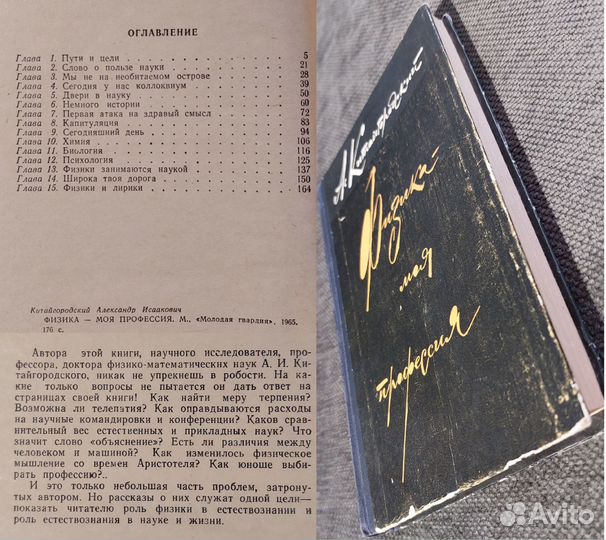 ОГЛАВЛЕНИЕ
Глава 1. Пути и цели 5
Глава 2. Слово о пользе науки 21
Глава 3. Мы не на необитаемом острове 28
Глава 4. Сегодня у нас коллоквиум 39
Глава 5. Двери в науку 50
Глава 6. Немного истории 60
Глава 7. Первая атака на здравый смысл 72
Глава 8. Капитуляция 83
Глава 9. Сегодняшний день 94
Глава 10. Химия 106
Глава 11. Биология 116
Глава 12. Психология 125
Глава 13. Физики занимаются наукой 137
Глава 14. Широка твоя дорога 150
Глава 15. Физики и лирики 164
Китайгородский Александр Исаакович
ФИЗИКА — МОЯ ПРОФЕССИЯ. М., «Молодая гвардия», 1965.
176 с.
Автора этой книги, научного исследователя, про-
фессора, доктора физико-математических наук А. И. Ки-
тайгородского, никак не упрекнешь в робости. На ка-
кие только вопросы не пытается он дать ответ на
страницах своей книги! Как найти меру терпения?
Возможна ли телепатия? Как оправдываются расходы
на научные командировки и конференции? Каков срав-
нительный вес естественных и прикладных наук? Что
значит слово «объяснение»? Есть ли различия между
человеком и машиной? Как изменилось физическое
мышление со времен Аристотеля? Как юноше выби-
рать профессию?..
И это только небольшая часть проблем, затрону-
тых автором. Но рассказы о них служат одной цели—
показать читателю роль физики в естествознании и
роль естествознания в науке и жизни.
А. Китайгородский
Физика-
моя
профессия
Avito